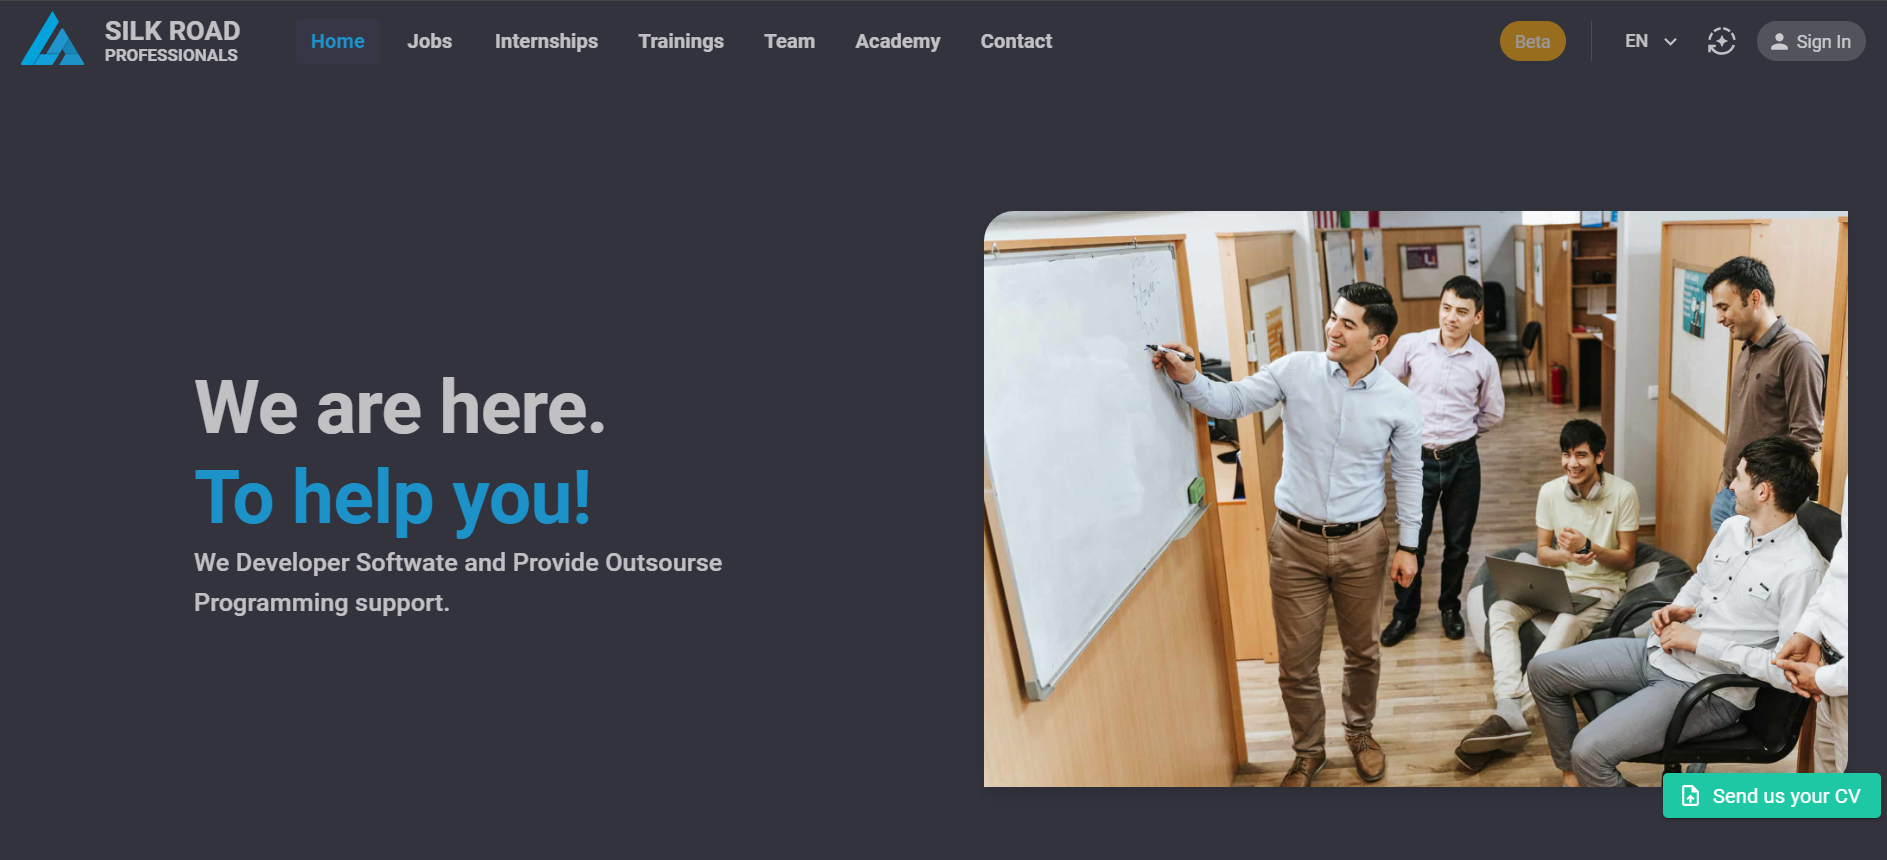 SILK ROAD
PROFESSIONALS
Home Jobs Internships Trainings Team Academy Contact
Beta EN Sign In
We are here.
To help you!
We Developer Softwate and Provide Outsourse
Programming support.
Send us your CV